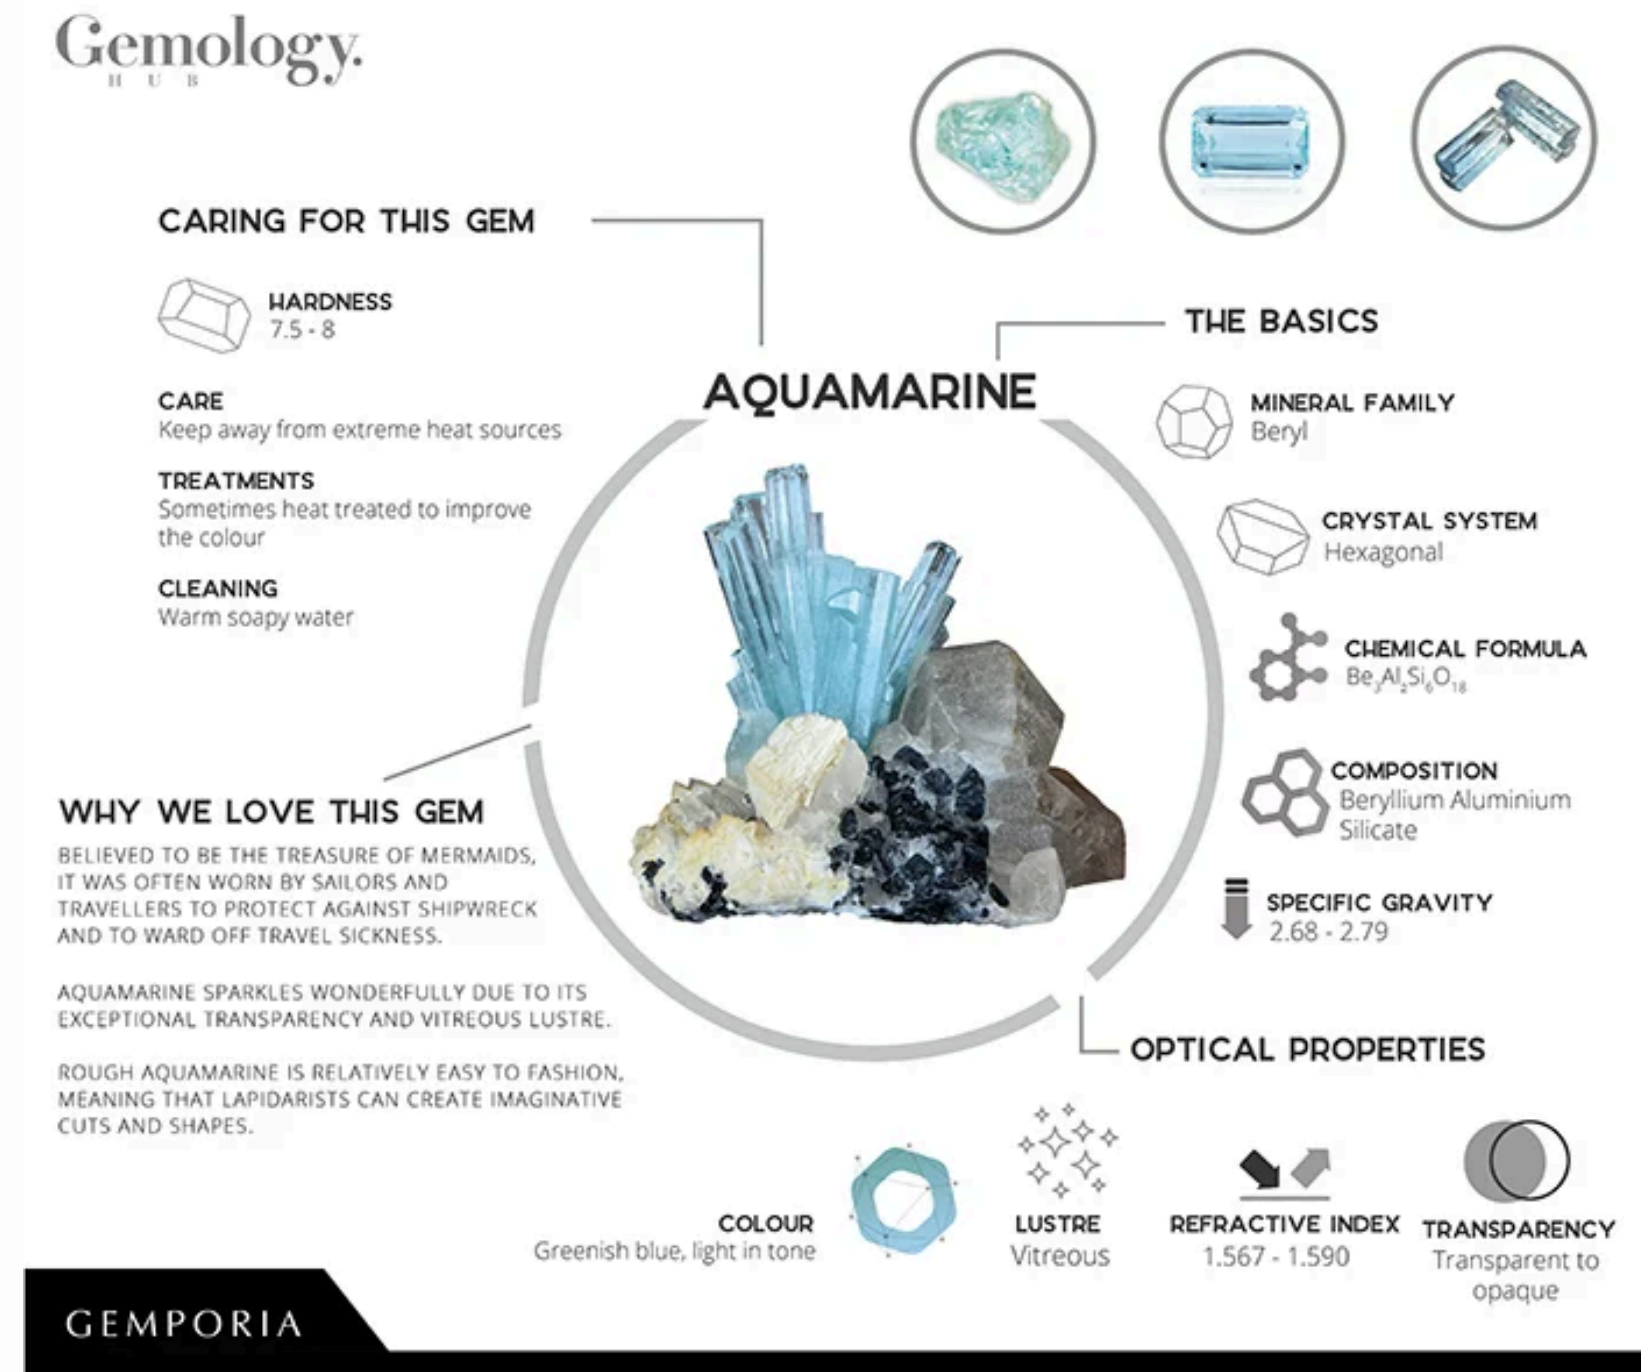 Gemology.
HUB
CARING FOR THIS GEM
HARDNESS
7.5 - 8
CARE
Keep away from extreme heat sources
TREATMENTS
Sometimes heat treated to improve
the colour
CLEANING
Warm soapy water
AQUAMARINE
THE BASICS
MINERAL FAMILY
Beryl
CRYSTAL SYSTEM
Hexagonal
CHEMICAL FORMULA
Be₃Al₂Si₆O₁₈
COMPOSITION
Beryllium Aluminium
Silicate
SPECIFIC GRAVITY
2.68 - 2.79
WHY WE LOVE THIS GEM
BELIEVED TO BE THE TREASURE OF MERMAIDS,
IT WAS OFTEN WORN BY SAILORS AND
TRAVELLERS TO PROTECT AGAINST SHIPWRECK
AND TO WARD OFF TRAVEL SICKNESS.
AQUAMARINE SPARKLES WONDERFULLY DUE TO ITS
EXCEPTIONAL TRANSPARENCY AND VITREOUS LUSTRE.
ROUGH AQUAMARINE IS RELATIVELY EASY TO FASHION,
MEANING THAT LAPIDARISTS CAN CREATE IMAGINATIVE
CUTS AND SHAPES.
OPTICAL PROPERTIES
COLOUR
Greenish blue, light in tone
LUSTRE
Vitreous
REFRACTIVE INDEX
1.567 - 1.590
TRANSPARENCY
Transparent to
opaque
GEMPORIA